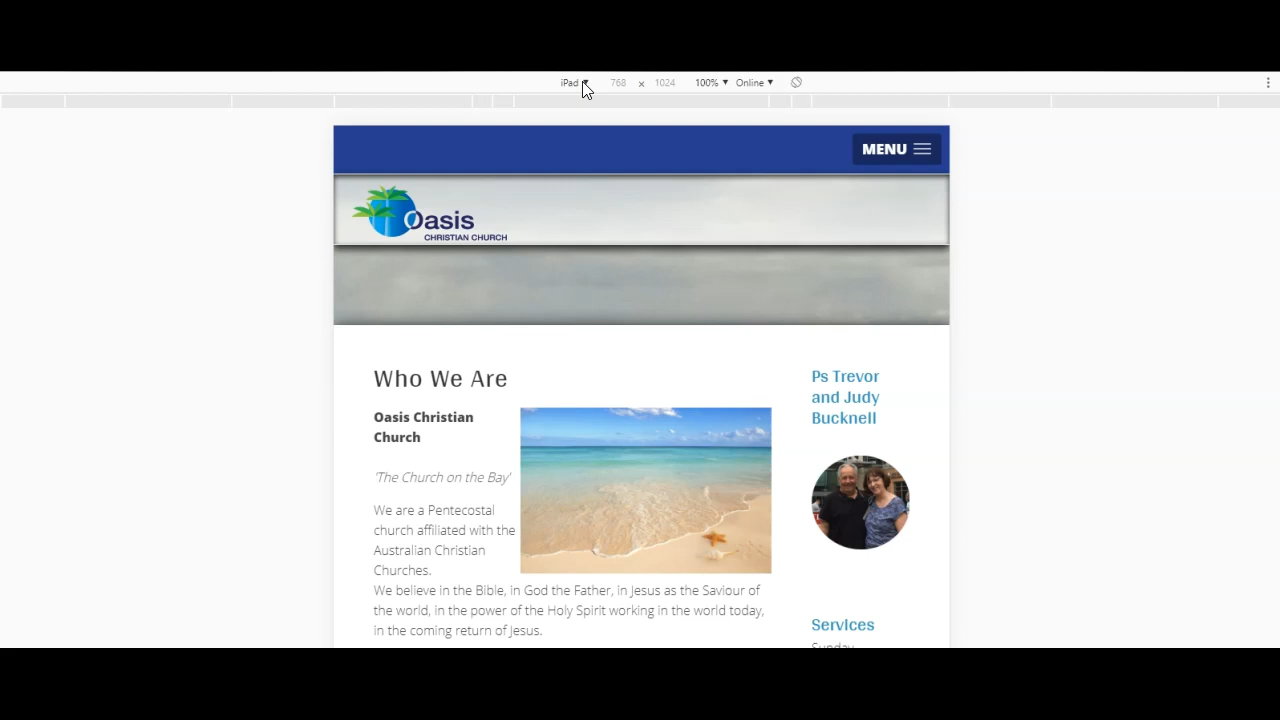 iPad 768 x 1024 100% Online
MENU
Oasis
CHRISTIAN CHURCH
Who We Are
Oasis Christian
Church
'The Church on the Bay'
We are a Pentecostal
church affiliated with the
Australian Christian
Churches.
We believe in the Bible, in God the Father, in Jesus as the Saviour of
the world, in the power of the Holy Spirit working in the world today,
in the coming return of Jesus.
Ps Trevor
and Judy
Bucknell
Services
Sunday